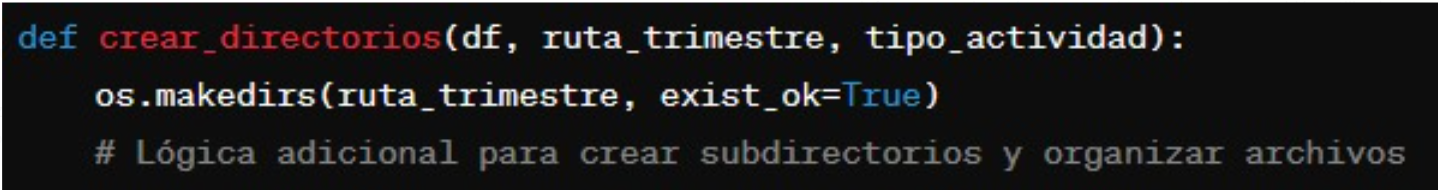 def crear_directorios(df, ruta_trimestre, tipo_actividad):
    os.makedirs(ruta_trimestre, exist_ok=True)
    # Lógica adicional para crear subdirectorios y organizar archivos